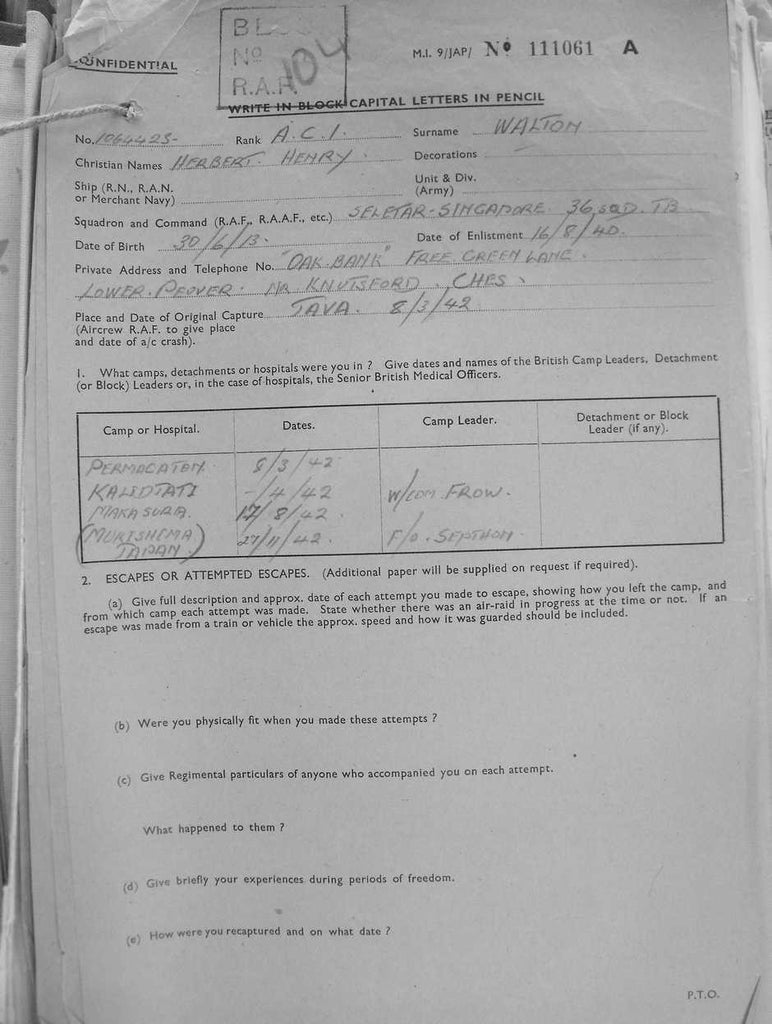 CONFIDENTIAL
BL
No
R.A.F.
104
M.I. 9/JAP/ No 111061 A
WRITE IN BLOCK CAPITAL LETTERS IN PENCIL
No. 1064423- Rank A.C.1. Surname WALTON
Christian Names HERBERT. HENRY. Decorations
Ship (R.N., R.A.N. or Merchant Navy) Unit & Div. (Army)
Squadron and Command (R.A.F., R.A.A.F., etc.) SELETAR-SINGAPORE 36, SQD. TB
Date of Birth 30/6/13. Date of Enlistment 16/8/40.
Private Address and Telephone No. "OAK BANK" FREE GREEN LANE.
LOWER. PEOVER. NR KNUTSFORD, CHES.
Place and Date of Original Capture JAVA. 8/3/42
(Aircrew R.A.F. to give place
and date of a/c crash).
1. What camps, detachments or hospitals were you in ? Give dates and names of the British Camp Leaders, Detachment
(or Block) Leaders or, in the case of hospitals, the Senior British Medical Officers.
Camp or Hospital. Dates. Camp Leader. Detachment or Block Leader (if any).
8/3/42
-/4/42 W/COM. FROW.
MAKASURA. 17/8/42.
(MUKISHEMA 27/11/42. F/O.
JAPAN)
2. ESCAPES OR ATTEMPTED ESCAPES. (Additional paper will be supplied on request if required).
(a) Give full description and approx. date of each attempt you made to escape, showing how you left the camp, and
from which camp each attempt was made. State whether there was an air-raid in progress at the time or not. If an
escape was made from a train or vehicle the approx. speed and how it was guarded should be included.
(b) Were you physically fit when you made these attempts ?
(c) Give Regimental particulars of anyone who accompanied you on each attempt.
What happened to them ?
(d) Give briefly your experiences during periods of freedom.
(e) How were you recaptured and on what date ?
P.T.O.